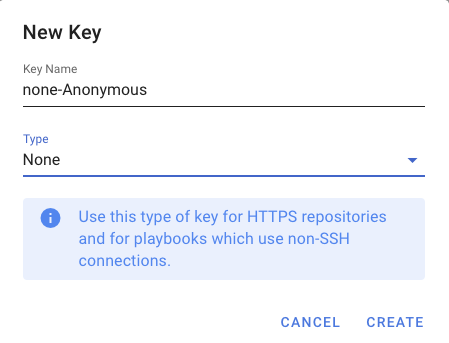 New Key
Key Name
none-Anonymous
Type
None
Use this type of key for HTTPS repositories
and for playbooks which use non-SSH
connections.
CANCEL CREATE